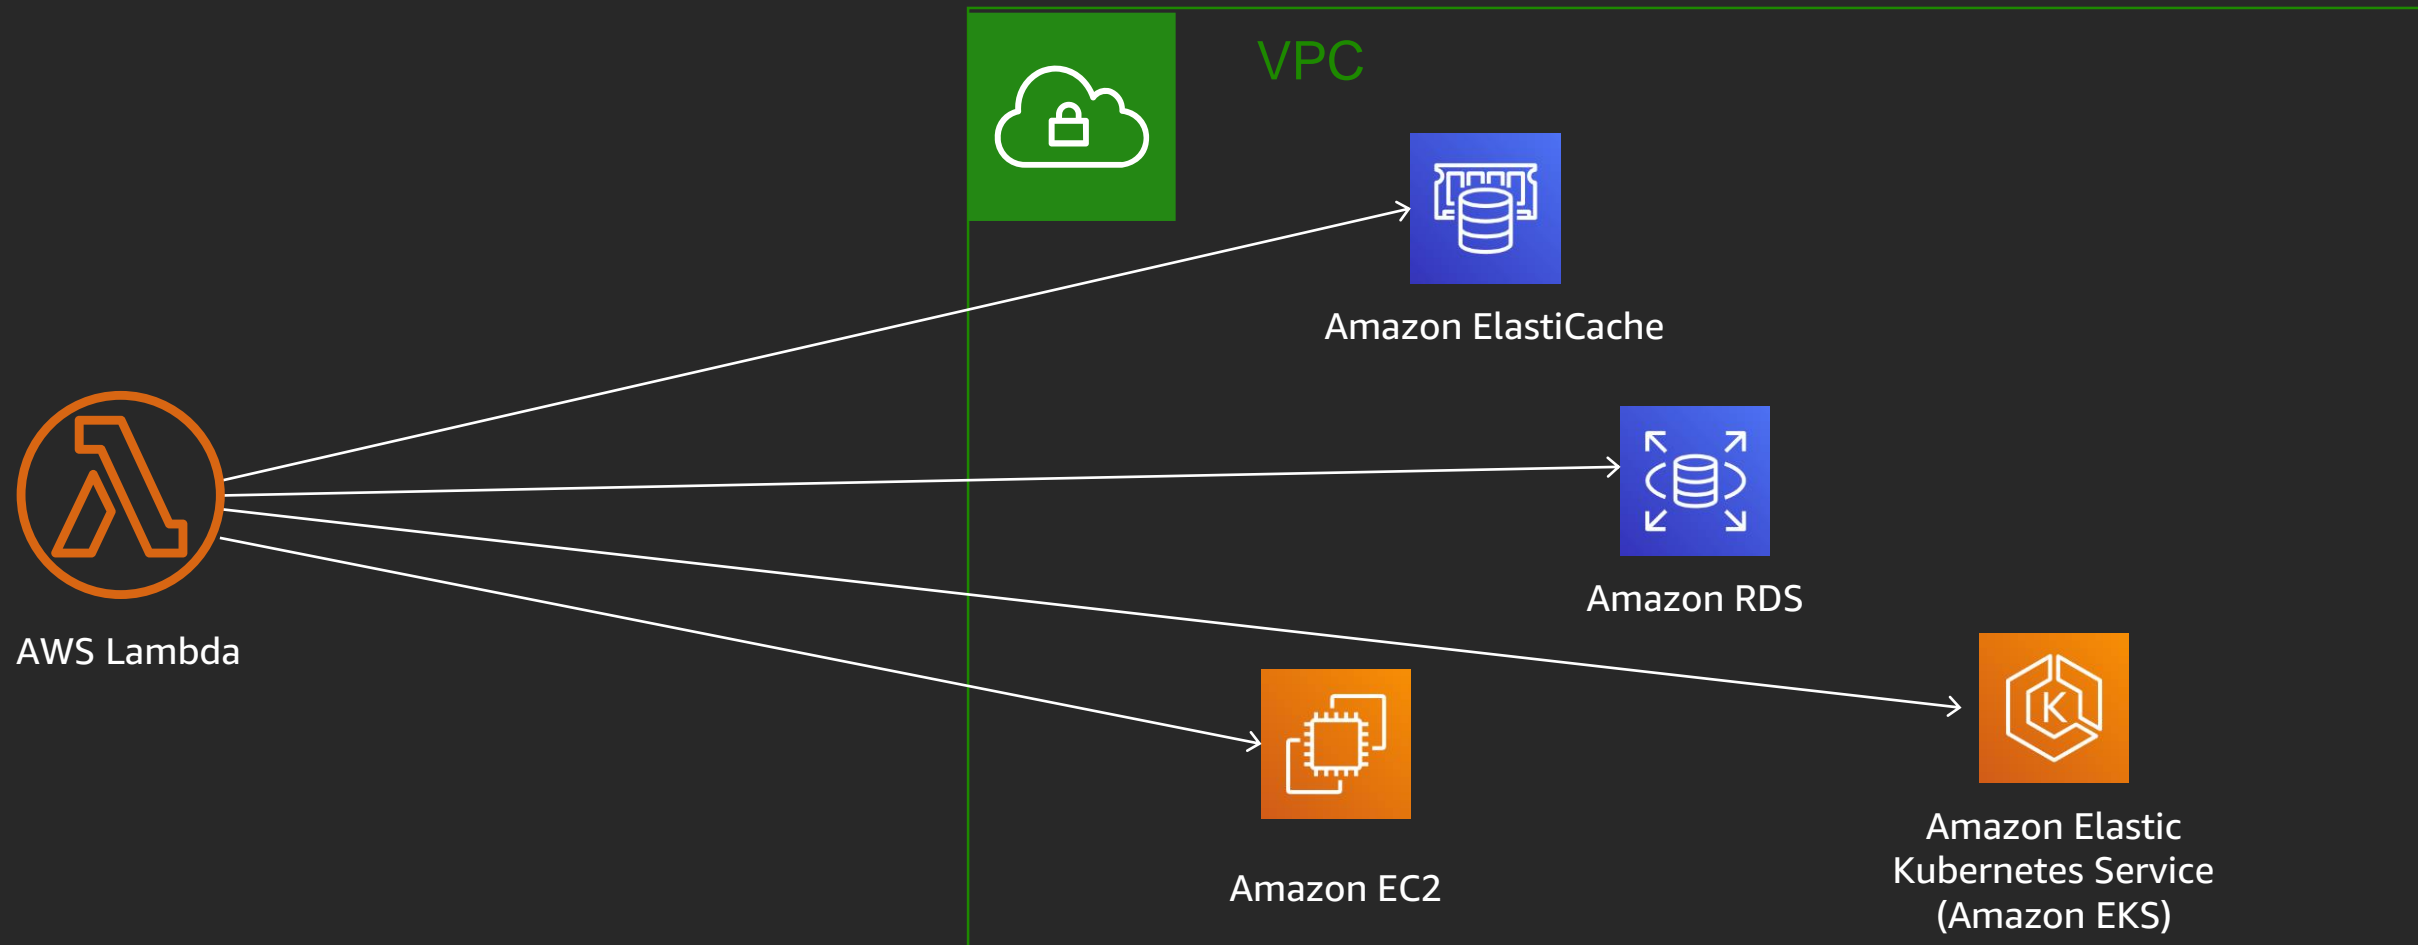 VPC
Amazon ElastiCache
AWS Lambda
Amazon RDS
Amazon EC2
K
Amazon Elastic
Kubernetes Service
(Amazon EKS)